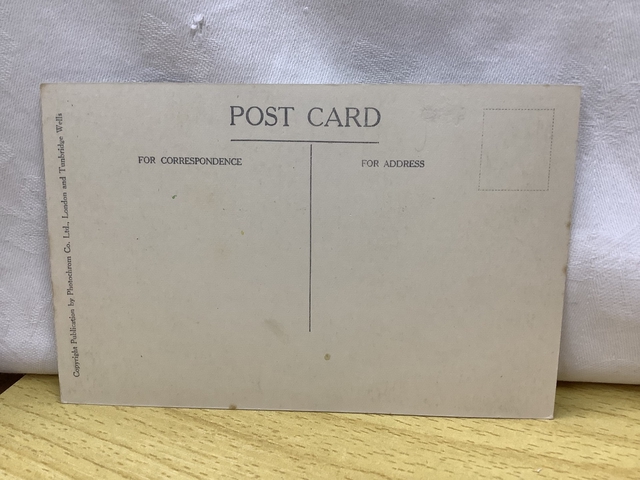 POST CARD
FOR CORRESPONDENCE
FOR ADDRESS
Copyright Publication by Photochrom Co. Ltd., London and Tunbridge Wells